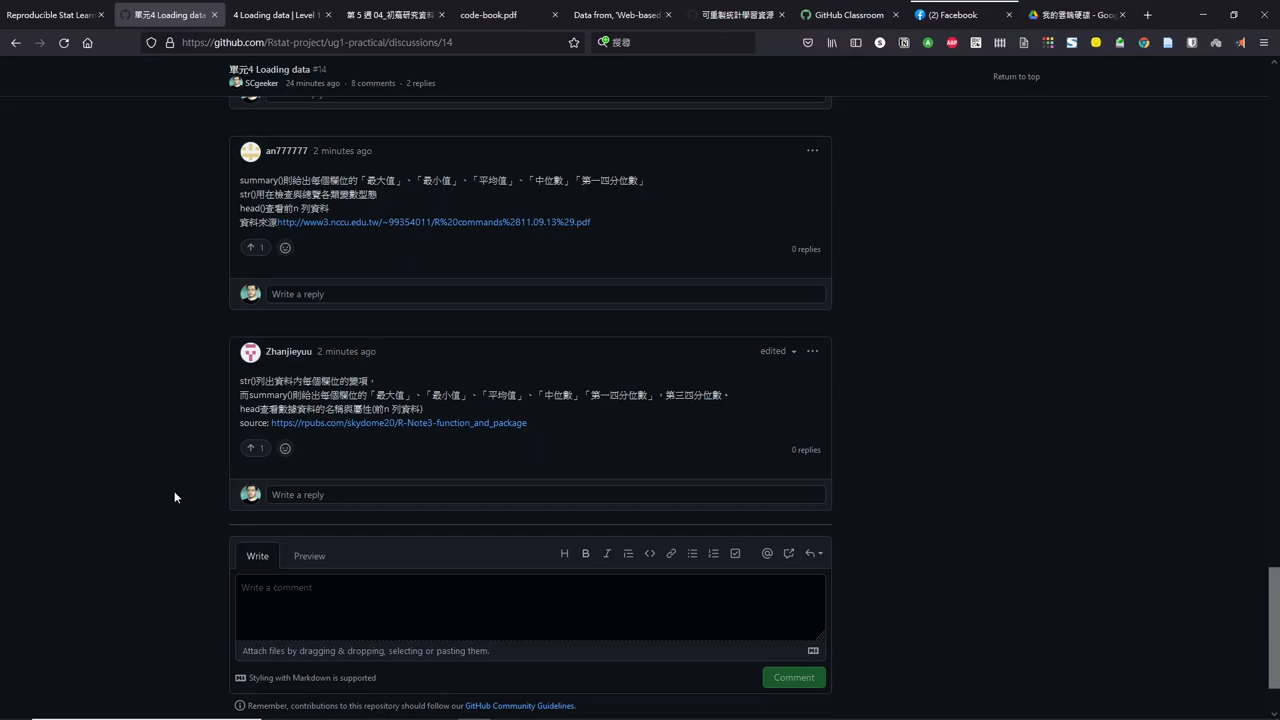 Reproducible Stat Learn
單元4 Loading data
4 Loading data | Level 1
第 5 週 04_初寫研究資料
code-book.pdf
Data from, 'Web-based
可重製統計學習資源
GitHub Classroom
(2) Facebook
我的雲端硬碟 - Goo
https://github.com/Rstat-project/ug1-practical/discussions/14
搜尋
單元4 Loading data #14
SCgeeker 24 minutes ago · 8 comments · 2 replies
Return to top
an777777 2 minutes ago
summary()則給出每個欄位的「最大值」、「最小值」、「平均值」、「中位數」「第一四分位數」
str()用在檢查與總覽各類變數型態
head()查看前n 列資料
資料來源http://www3.nccu.edu.tw/~99354011/R%20commands%2811.09.13%29.pdf
1
0 replies
Write a reply
Zhanjieyuu 2 minutes ago
edited
str()列出資料內每個欄位的變項，
而summary()則給出每個欄位的「最大值」、「最小值」、「平均值」、「中位數」「第一四分位數」，第三四分位數。
head查看數據資料的名稱與屬性(前n 列資料)
source: https://rpubs.com/skydome20/R-Note3-function_and_package
1
0 replies
Write a reply
Write
Preview
Write a comment
Attach files by dragging & dropping, selecting or pasting them.
Styling with Markdown is supported
Comment
Remember, contributions to this repository should follow our GitHub Community Guidelines.